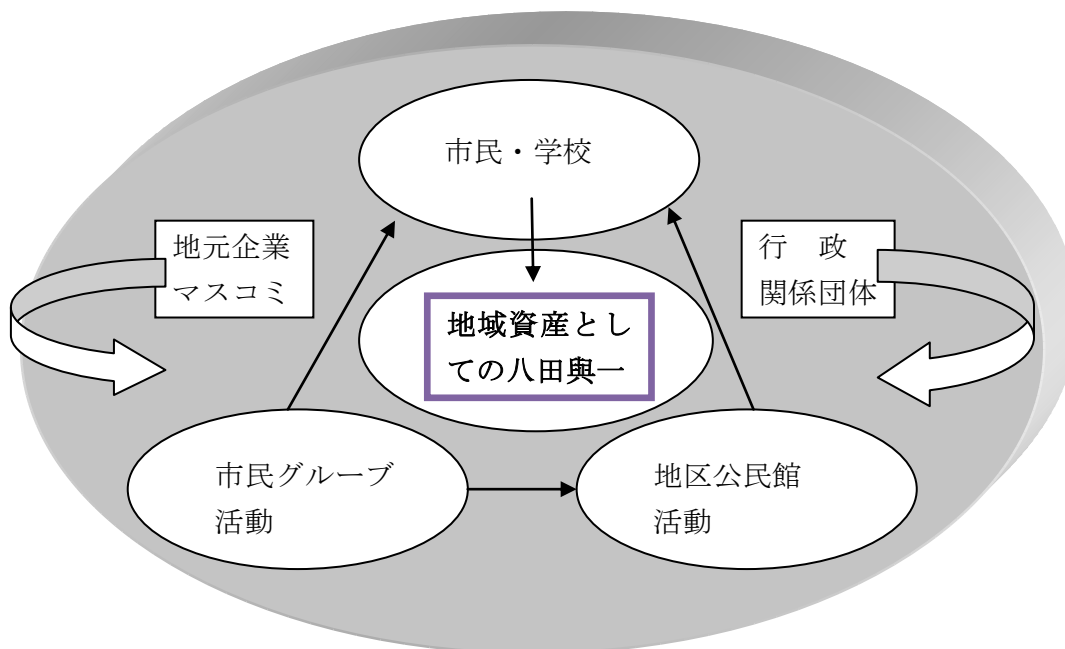 市民・学校
地元企業
マスコミ
行　政
関係団体
地域資産とし
ての八田與一
市民グループ
活動
地区公民館
活動